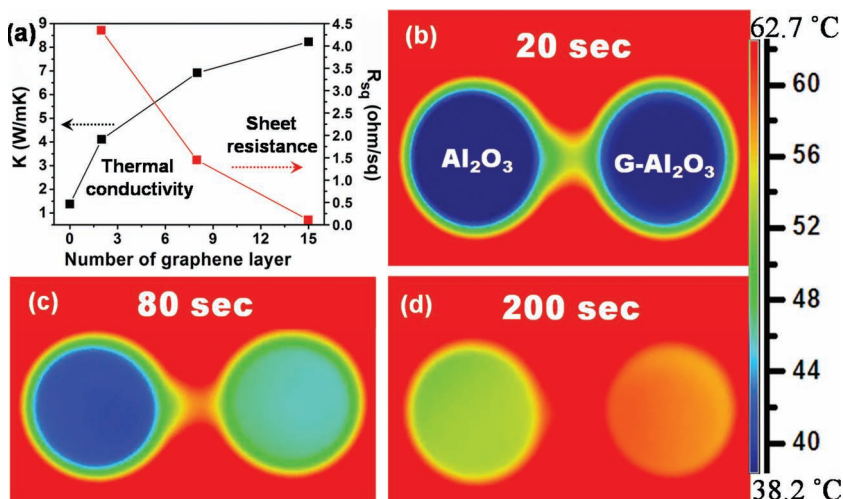 (a)
K (W/mK)
9
8
7
6
5
4
3
2
1
4.5
4.0
3.5
3.0
2.5
2.0
1.5
1.0
0.5
0.0
R_sq (ohm/sq)
Sheet
resistance
Thermal
conductivity
0 3 6 9 12 15
Number of graphene layer
(b)
20 sec
Al₂O₃
G-Al₂O₃
(c)
80 sec
(d)
200 sec
62.7 °C
60
56
52
48
44
40
38.2 °C